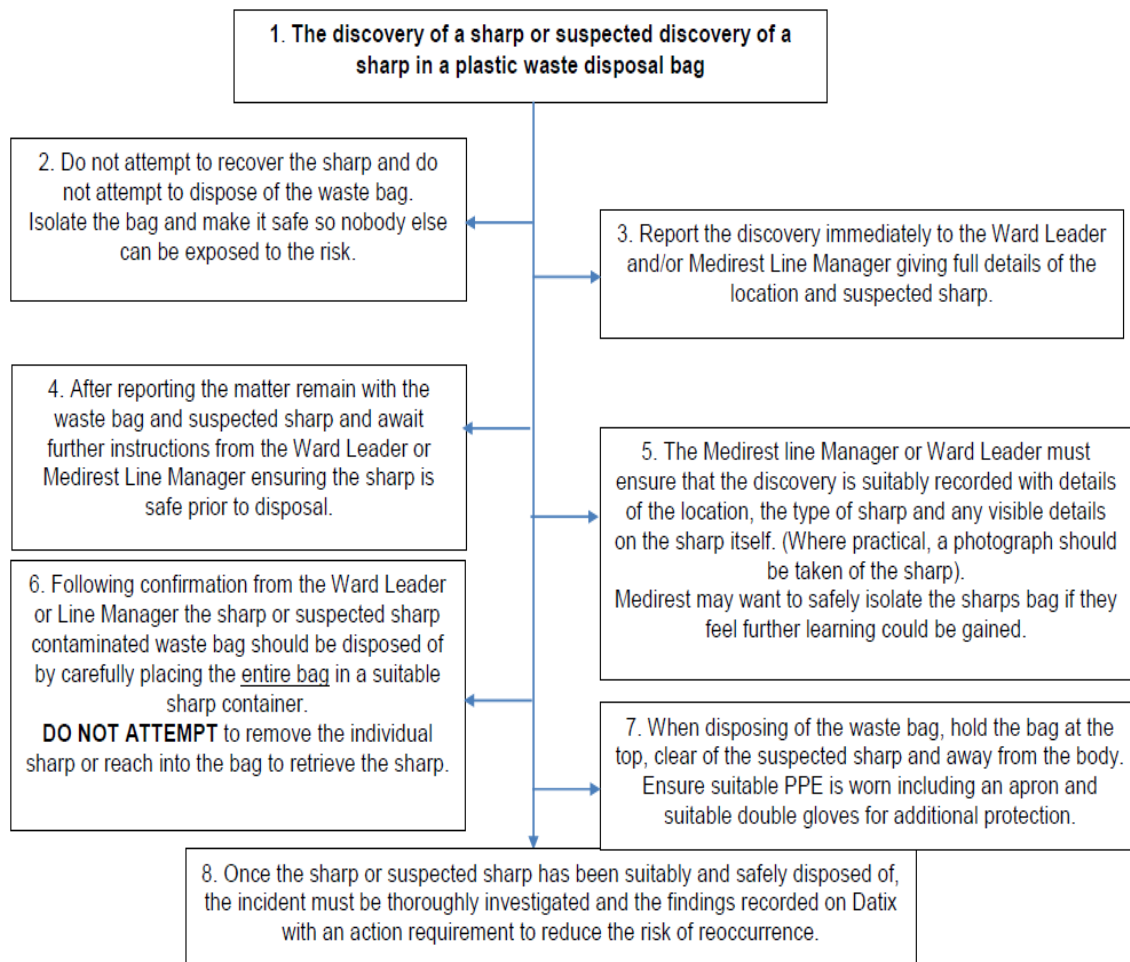 1. The discovery of a sharp or suspected discovery of a
sharp in a plastic waste disposal bag
2. Do not attempt to recover the sharp and do
not attempt to dispose of the waste bag.
Isolate the bag and make it safe so nobody else
can be exposed to the risk.
3. Report the discovery immediately to the Ward Leader
and/or Medirest Line Manager giving full details of the
location and suspected sharp.
4. After reporting the matter remain with the
waste bag and suspected sharp and await
further instructions from the Ward Leader or
Medirest Line Manager ensuring the sharp is
safe prior to disposal.
5. The Medirest line Manager or Ward Leader must
ensure that the discovery is suitably recorded with details
of the location, the type of sharp and any visible details
on the sharp itself. (Where practical, a photograph should
be taken of the sharp).
Medirest may want to safely isolate the sharps bag if they
feel further learning could be gained.
6. Following confirmation from the Ward Leader
or Line Manager the sharp or suspected sharp
contaminated waste bag should be disposed of
by carefully placing the entire bag in a suitable
sharp container.
DO NOT ATTEMPT to remove the individual
sharp or reach into the bag to retrieve the sharp.
7. When disposing of the waste bag, hold the bag at the
top, clear of the suspected sharp and away from the body.
Ensure suitable PPE is worn including an apron and
suitable double gloves for additional protection.
8. Once the sharp or suspected sharp has been suitably and safely disposed of,
the incident must be thoroughly investigated and the findings recorded on Datix
with an action requirement to reduce the risk of reoccurrence.